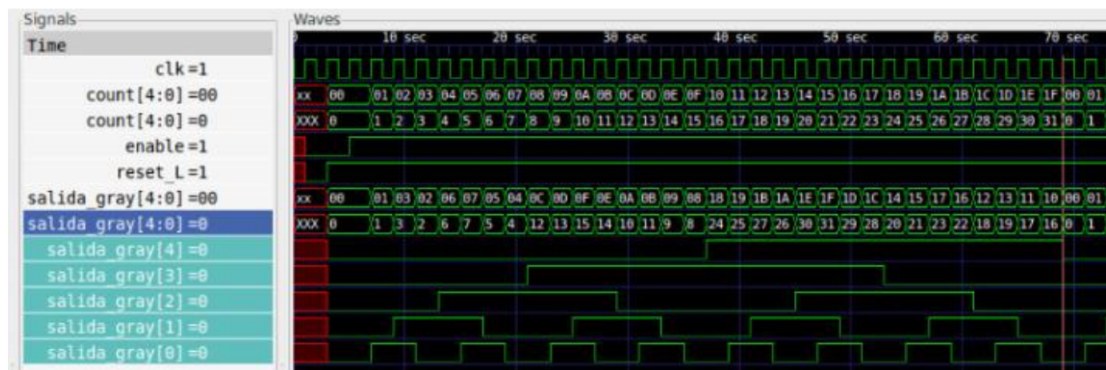 Signals
Waves
Time
10 sec 20 sec 30 sec 40 sec 50 sec 60 sec 70 sec
clk=1
count[4:0]=00 xx 00 01 02 03 04 05 06 07 08 09 0A 0B 0C 0D 0E 0F 10 11 12 13 14 15 16 17 18 19 1A 1B 1C 1D 1E 1F 00 01
count[4:0]=0 XXX 0 1 2 3 4 5 6 7 8 9 10 11 12 13 14 15 16 17 18 19 20 21 22 23 24 25 26 27 28 29 30 31 0 1
enable=1
reset_L=1
salida_gray[4:0]=00 xx 00 01 03 02 06 07 05 04 0C 0D 0F 0E 0A 0B 09 08 18 19 1B 1A 1E 1F 1D 1C 14 15 17 16 12 13 11 10 00 01
salida_gray[4:0]=0 XXX 0 1 3 2 6 7 5 4 12 13 15 14 10 11 9 8 24 25 27 26 30 31 29 28 20 21 23 22 18 19 17 16 0 1
salida_gray[4]=0
salida_gray[3]=0
salida_gray[2]=0
salida_gray[1]=0
salida_gray[0]=0